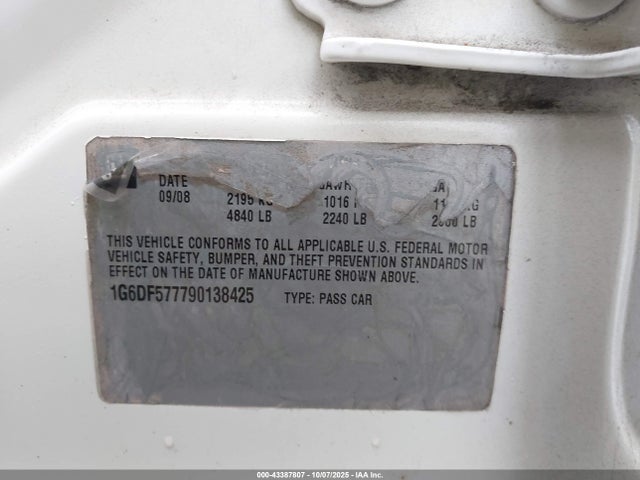 DATE GAWR
09/08 2195 KG 1016
4840 LB 2240 LB LB
THIS VEHICLE CONFORMS TO ALL APPLICABLE U.S. FEDERAL MOTOR
VEHICLE SAFETY, BUMPER, AND THEFT PREVENTION STANDARDS IN
EFFECT ON THE DATE OF MANUFACTURE SHOWN ABOVE.
1G6DF577790138425 TYPE: PASS CAR
000-43387807 - 10/07/2025 - IAA Inc.